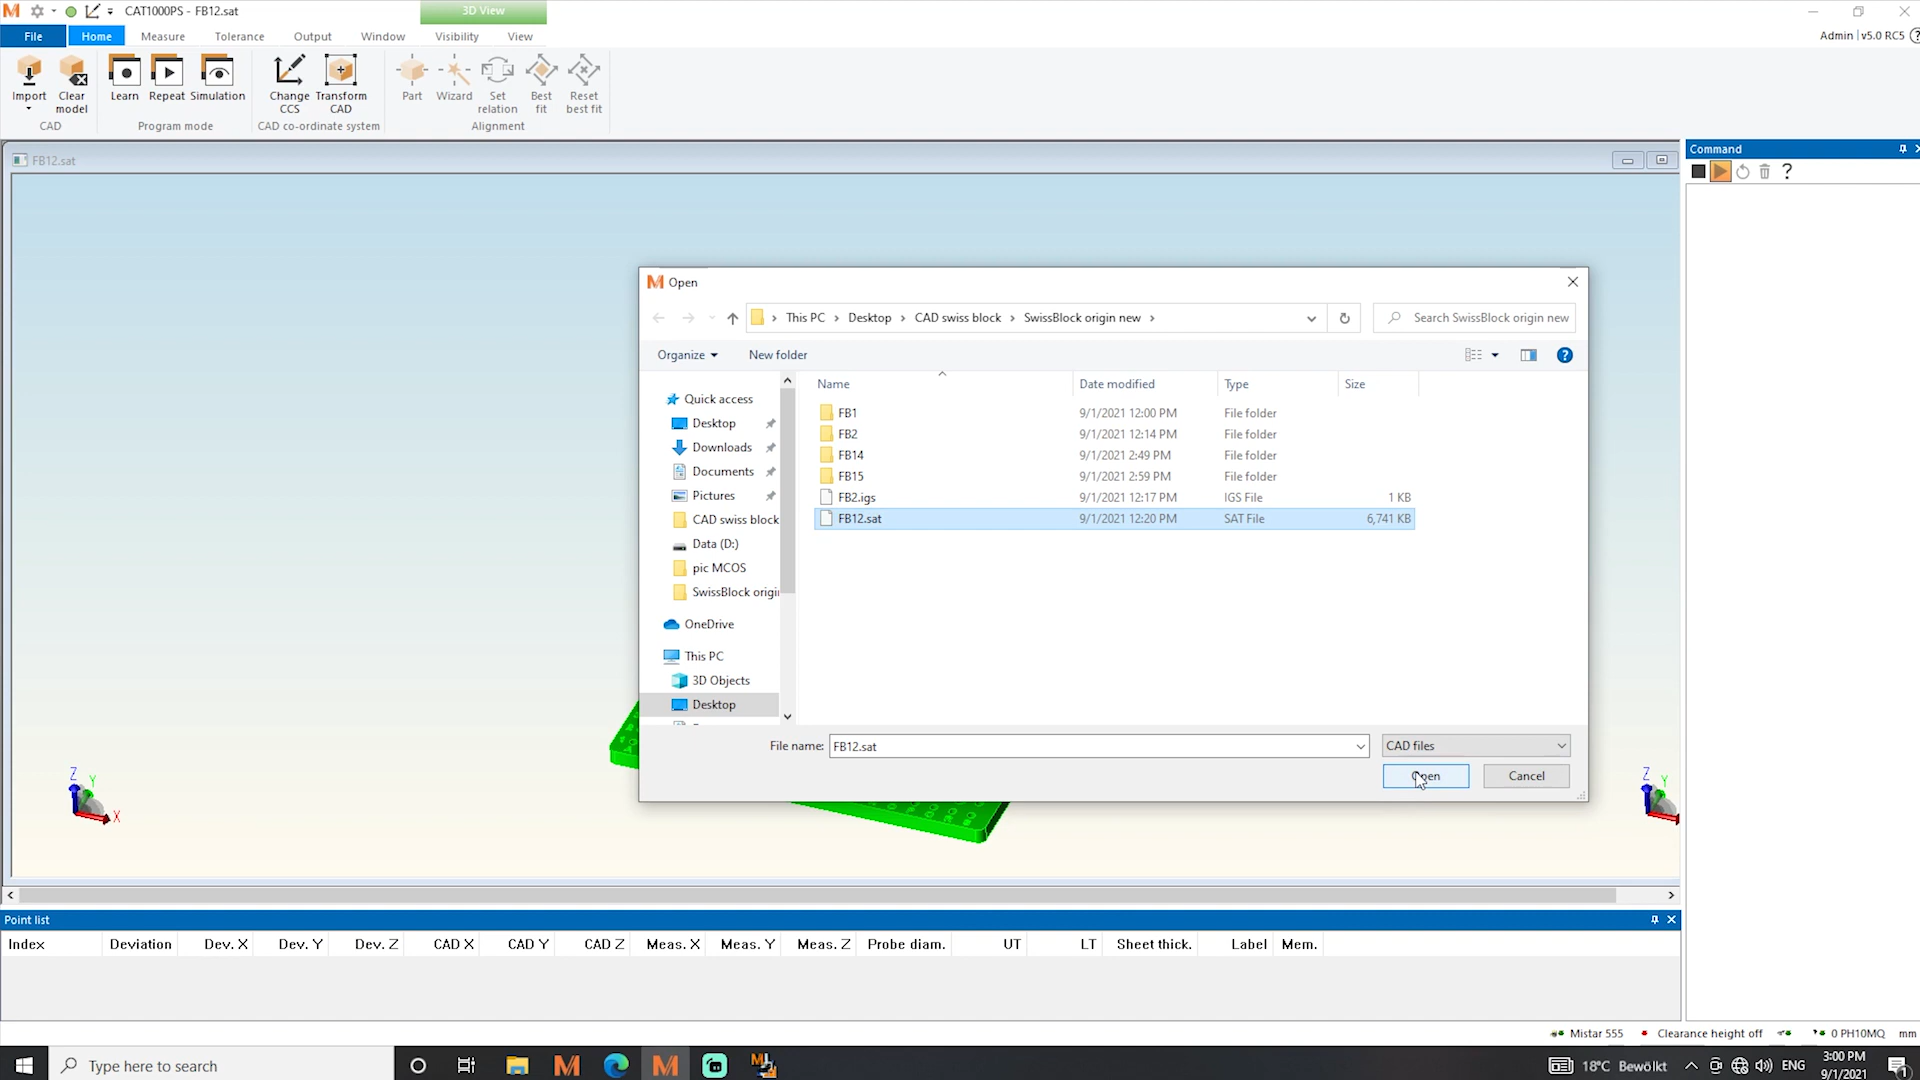 CAT1000PS - FB12.sat
3D View
File
Home
Measure
Tolerance
Output
Window
Visibility
View
Admin | v5.0 RC5
Import
Clear model
Learn
Repeat
Simulation
Change CCS
Transform CAD
Part
Wizard
Set relation
Best fit
Reset best fit
CAD
Program mode
CAD co-ordinate system
Alignment
FB12.sat
Command
Open
This PC > Desktop > CAD swiss block > SwissBlock origin new >
Search SwissBlock origin new
Organize
New folder
Name Date modified Type Size
Quick access
Desktop
Downloads
Documents
Pictures
CAD swiss block
Data (D:)
pic MCOS
SwissBlock origi
OneDrive
This PC
3D Objects
Desktop
FB1 9/1/2021 12:00 PM File folder
FB2 9/1/2021 12:14 PM File folder
FB14 9/1/2021 2:49 PM File folder
FB15 9/1/2021 2:59 PM File folder
FB2.igs 9/1/2021 12:17 PM IGS File 1 KB
FB12.sat 9/1/2021 12:20 PM SAT File 6,741 KB
File name: FB12.sat
CAD files
Open
Cancel
Z Y X
Z Y
Point list
Index Deviation Dev. X Dev. Y Dev. Z CAD X CAD Y CAD Z Meas. X Meas. Y Meas. Z Probe diam. UT LT Sheet thick. Label Mem.
Mistar 555
Clearance height off
0 PH10MQ
mm
Type here to search
18°C Bewölkt
ENG
3:00 PM
9/1/2021
1